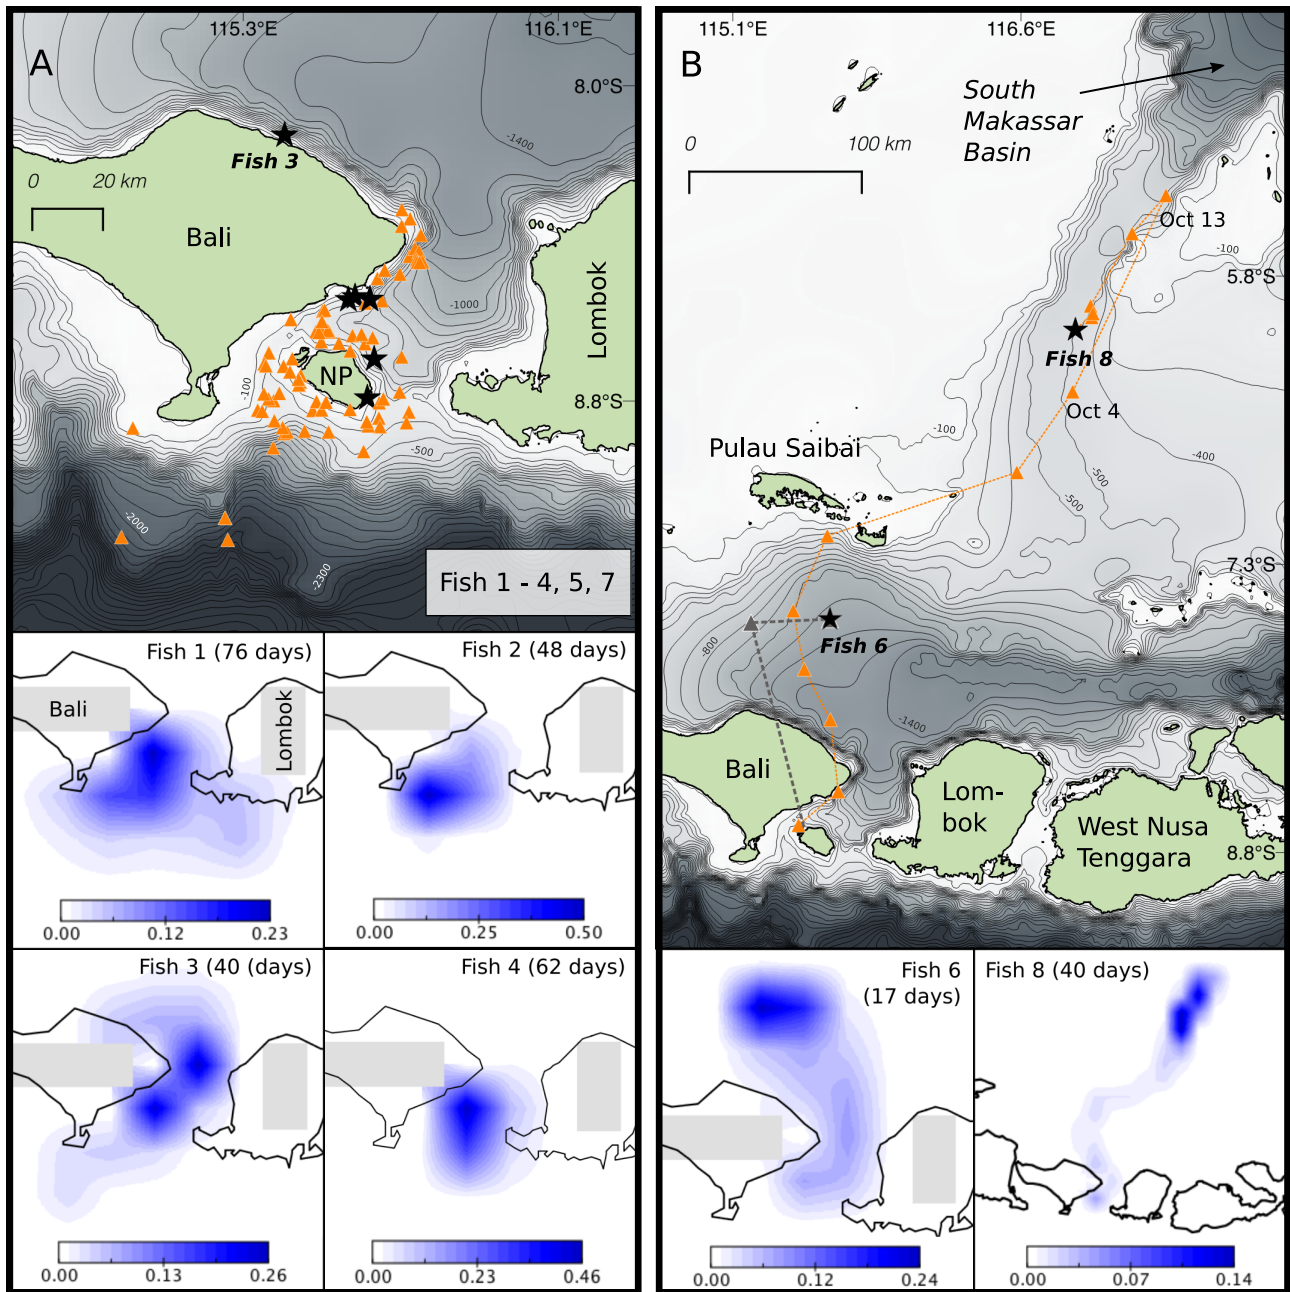 115.3°E
116.1°E
A
8.0°S
-1400
Fish 3
0
20 km
Bali
Lombok
-1000
NP
-100
8.8°S
-500
-2000
-2300
Fish 1 - 4, 5, 7
Fish 1 (76 days)
Bali
Lombok
0.00
0.12
0.23
Fish 2 (48 days)
0.00
0.25
0.50
Fish 3 (40 (days)
0.00
0.13
0.26
Fish 4 (62 days)
0.00
0.23
0.46
115.1°E
116.6°E
B
South
Makassar
Basin
0
100 km
Oct 13
-100
5.8°S
Fish 8
Oct 4
-100
Pulau Saibai
-400
-500
-500
7.3°S
-800
Fish 6
-1400
Bali
Lom-
bok
West Nusa
Tenggara
8.8°S
Fish 6
(17 days)
0.00
0.12
0.24
Fish 8 (40 days)
0.00
0.07
0.14